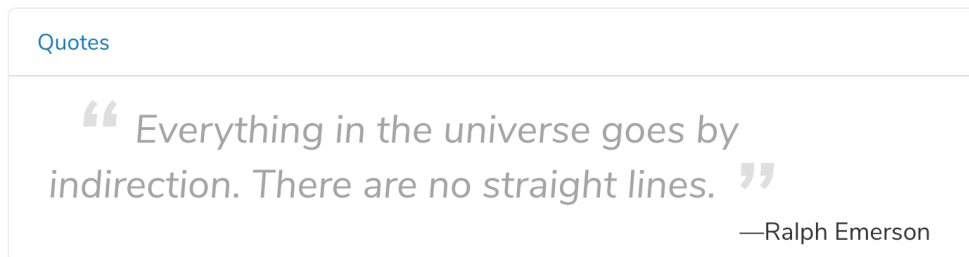 Quotes
“ Everything in the universe goes by
indirection. There are no straight lines. ”
—Ralph Emerson